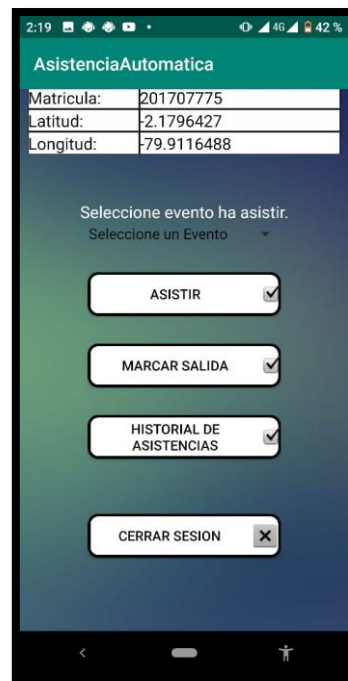 2:19 4G 42 %
AsistenciaAutomatica
Matricula: 201707775
Latitud: -2.1796427
Longitud: -79.9116488
Seleccione evento ha asistir.
Seleccione un Evento
ASISTIR
MARCAR SALIDA
HISTORIAL DE
ASISTENCIAS
CERRAR SESION